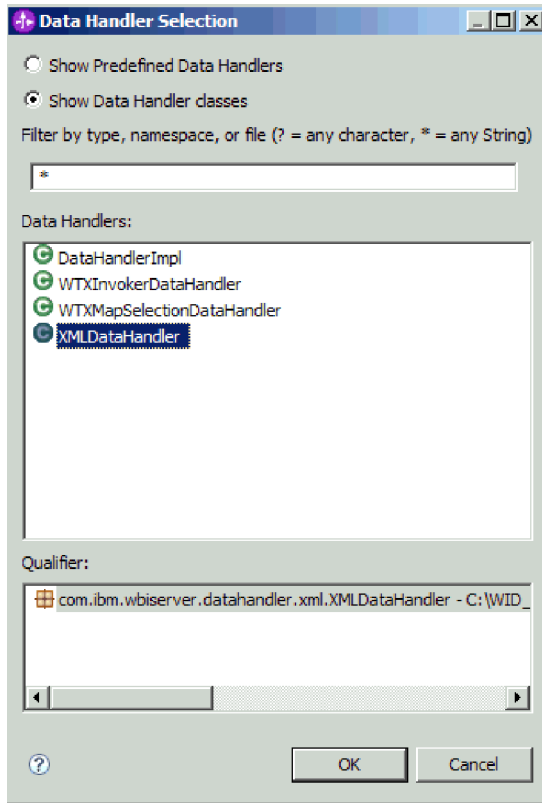 Data Handler Selection
Show Predefined Data Handlers
Show Data Handler classes
Filter by type, namespace, or file (? = any character, * = any String)
*
Data Handlers:
DataHandlerImpl
WTXInvokerDataHandler
WTXMapSelectionDataHandler
XMLDataHandler
Qualifier:
com.ibm.wbiserver.datahandler.xml.XMLDataHandler - C:\WID_
OK Cancel